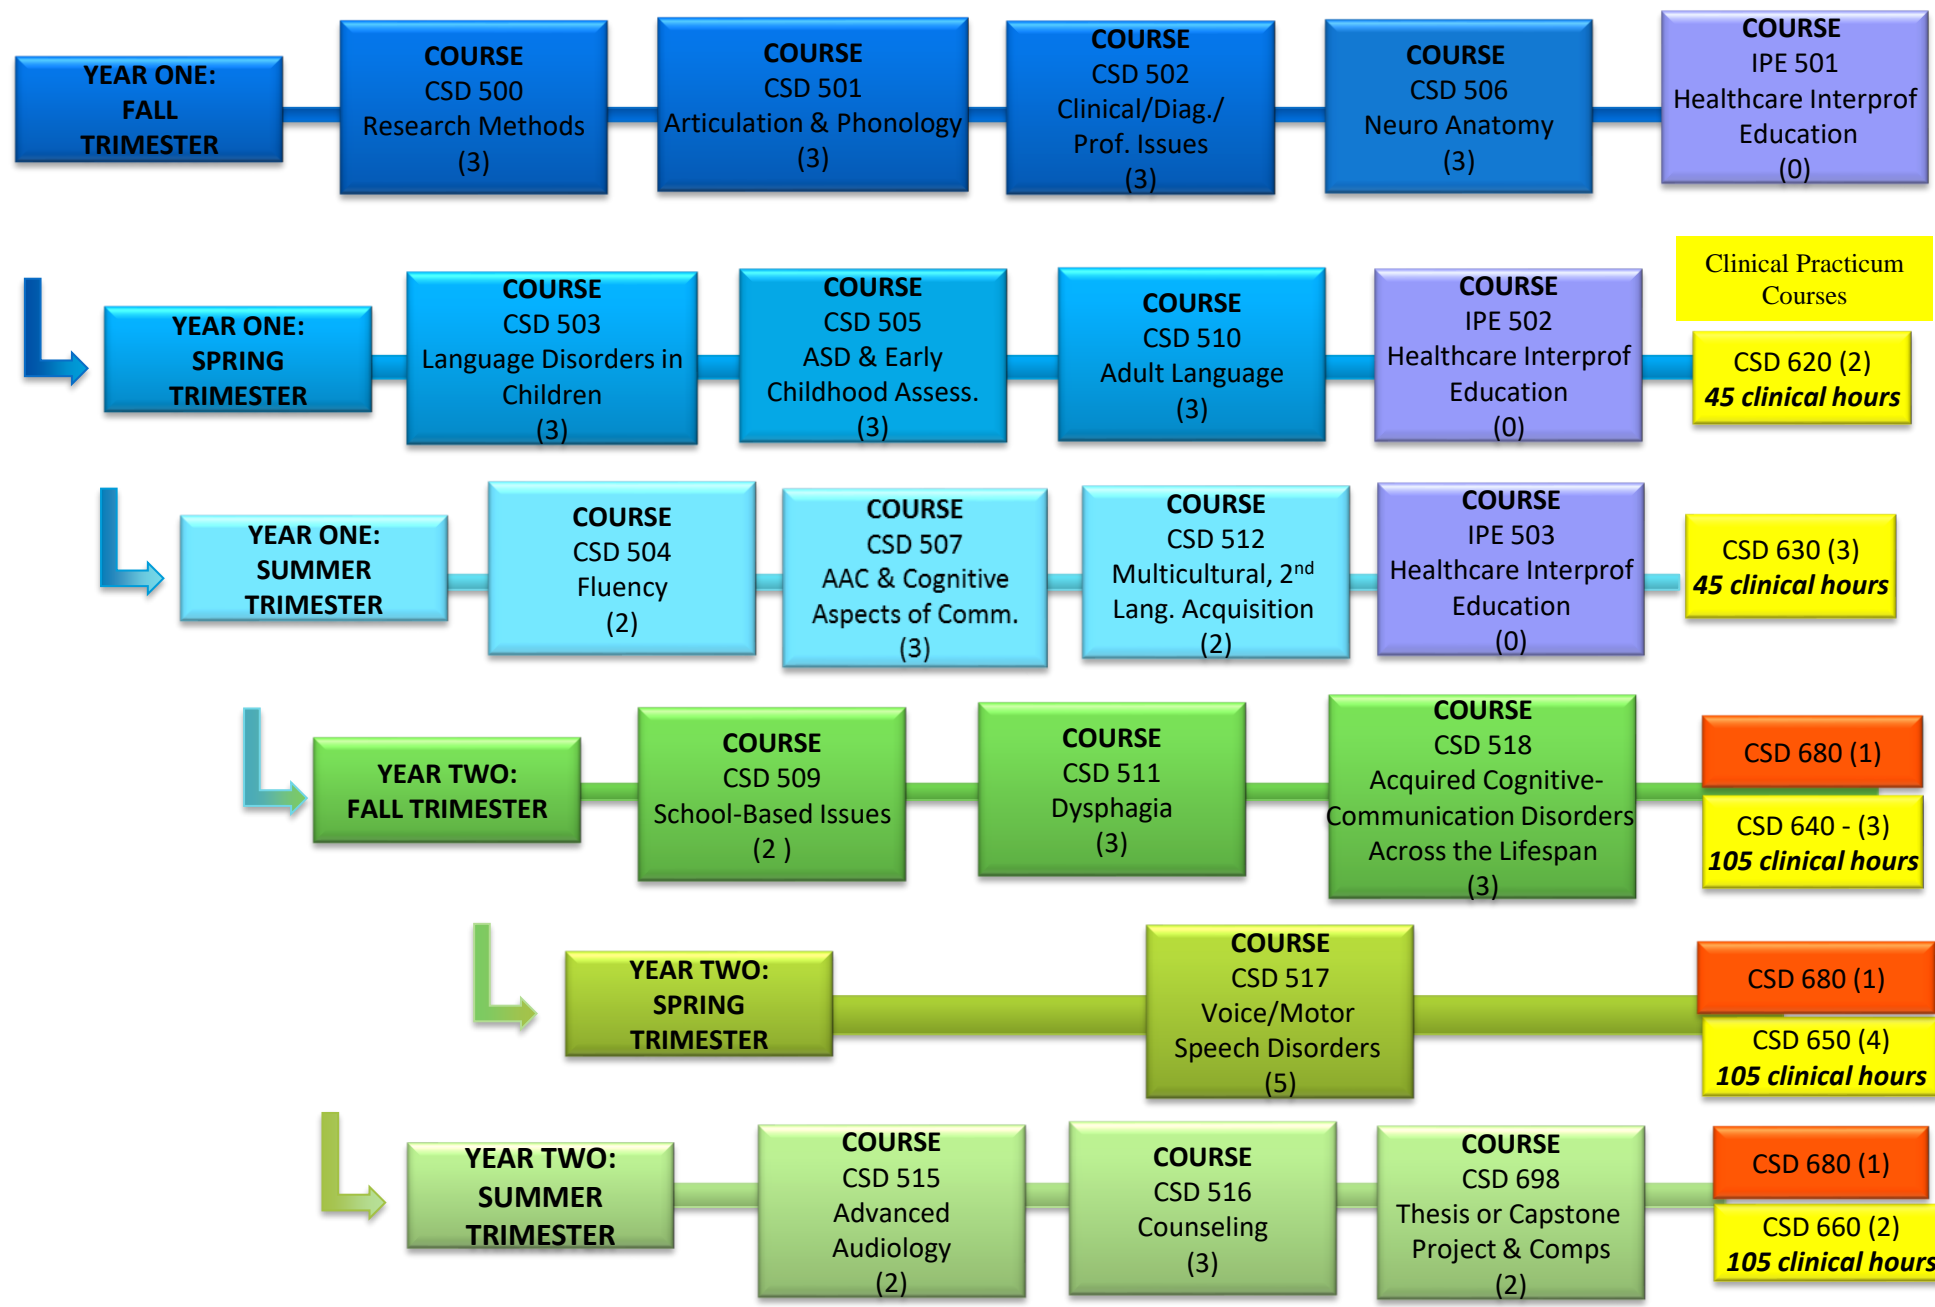 YEAR ONE:
FALL
TRIMESTER
COURSE
CSD 500
Research Methods
(3)
COURSE
CSD 501
Articulation & Phonology
(3)
COURSE
CSD 502
Clinical/Diag./
Prof. Issues
(3)
COURSE
CSD 506
Neuro Anatomy
(3)
COURSE
IPE 501
Healthcare Interprof
Education
(0)
YEAR ONE:
SPRING
TRIMESTER
COURSE
CSD 503
Language Disorders in
Children
(3)
COURSE
CSD 505
ASD & Early
Childhood Assess.
(3)
COURSE
CSD 510
Adult Language
(3)
COURSE
IPE 502
Healthcare Interprof
Education
(0)
Clinical Practicum
Courses
CSD 620 (2)
45 clinical hours
YEAR ONE:
SUMMER
TRIMESTER
COURSE
CSD 504
Fluency
(2)
COURSE
CSD 507
AAC & Cognitive
Aspects of Comm.
(3)
COURSE
CSD 512
Multicultural, 2nd
Lang. Acquisition
(2)
COURSE
IPE 503
Healthcare Interprof
Education
(0)
CSD 630 (3)
45 clinical hours
YEAR TWO:
FALL TRIMESTER
COURSE
CSD 509
School-Based Issues
(2 )
COURSE
CSD 511
Dysphagia
(3)
COURSE
CSD 518
Acquired Cognitive-
Communication Disorders
Across the Lifespan
(3)
CSD 680 (1)
CSD 640 - (3)
105 clinical hours
YEAR TWO:
SPRING
TRIMESTER
COURSE
CSD 517
Voice/Motor
Speech Disorders
(5)
CSD 680 (1)
CSD 650 (4)
105 clinical hours
YEAR TWO:
SUMMER
TRIMESTER
COURSE
CSD 515
Advanced
Audiology
(2)
COURSE
CSD 516
Counseling
(3)
COURSE
CSD 698
Thesis or Capstone
Project & Comps
(2)
CSD 680 (1)
CSD 660 (2)
105 clinical hours